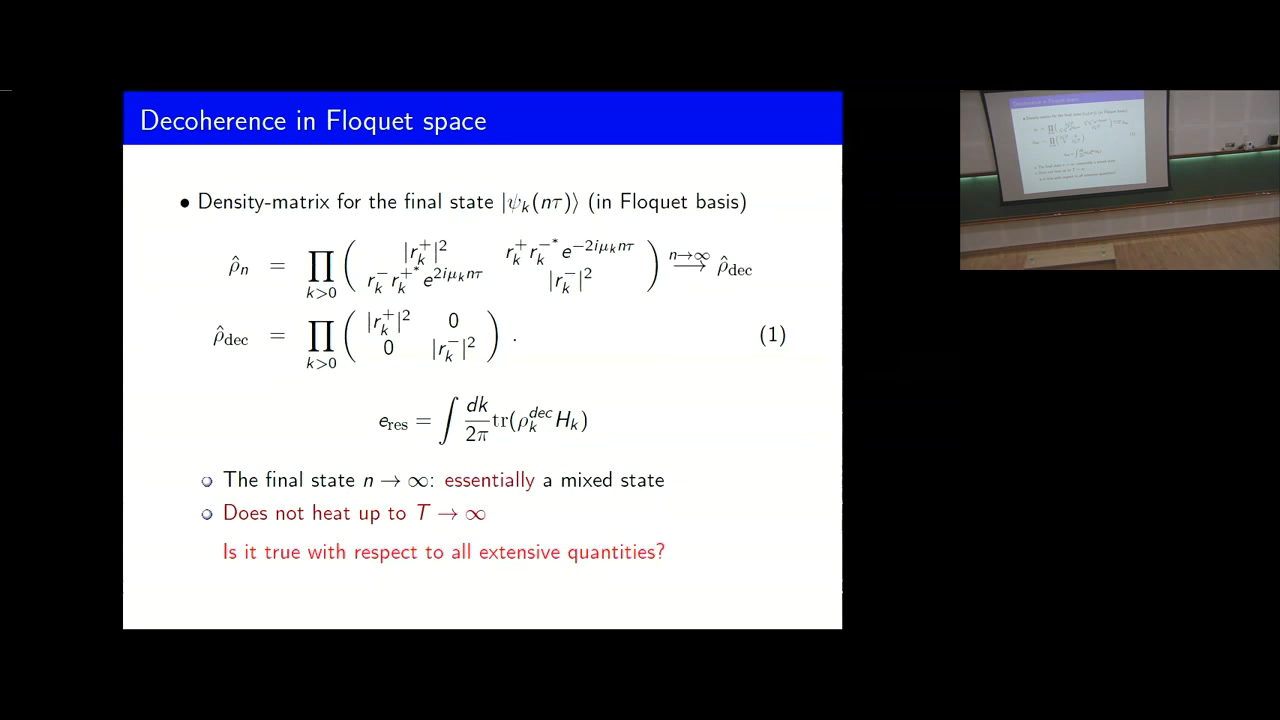 Decoherence in Floquet space
• Density-matrix for the final state |ψ_k(nτ)⟩ (in Floquet basis)
ρ̂_n = ∏_{k>0} ( |r_k^+|^2   r_k^+ r_k^{-*} e^{-2iμ_k nτ} ; r_k^- r_k^{+*} e^{2iμ_k nτ}   |r_k^-|^2 ) ⟶^{n→∞} ρ̂_dec
ρ̂_dec = ∏_{k>0} ( |r_k^+|^2   0 ; 0   |r_k^-|^2 ) . (1)
e_res = ∫ dk/2π tr(ρ_k^{dec} H_k)
The final state n → ∞: essentially a mixed state
Does not heat up to T → ∞
Is it true with respect to all extensive quantities?